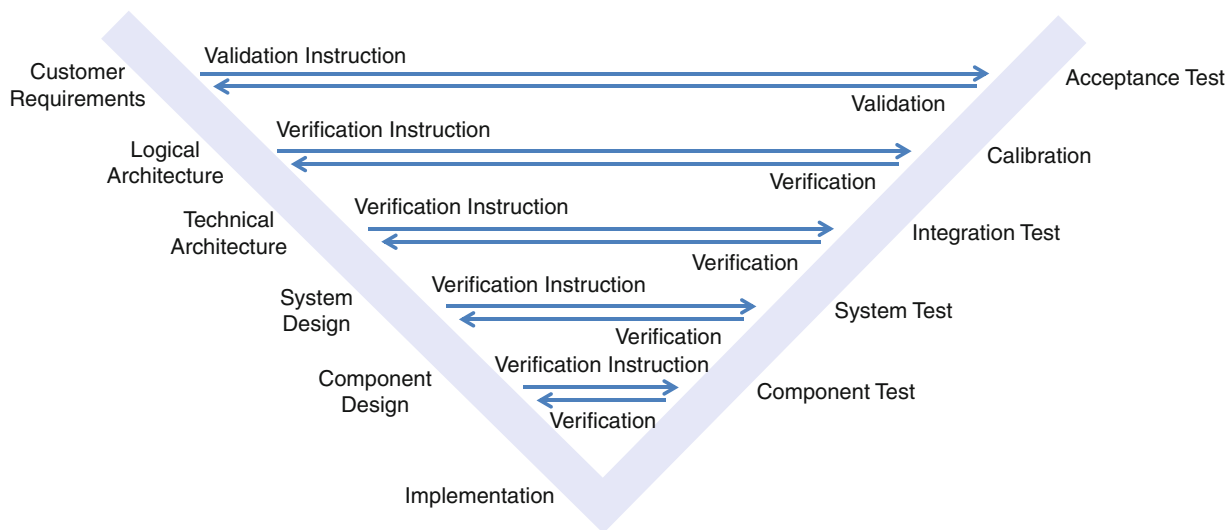 Validation Instruction
Customer
Requirements
Acceptance Test
Validation
Verification Instruction
Logical
Architecture
Calibration
Verification
Verification Instruction
Technical
Architecture
Integration Test
Verification
Verification Instruction
System
Design
System Test
Verification
Verification Instruction
Component
Design
Component Test
Verification
Implementation